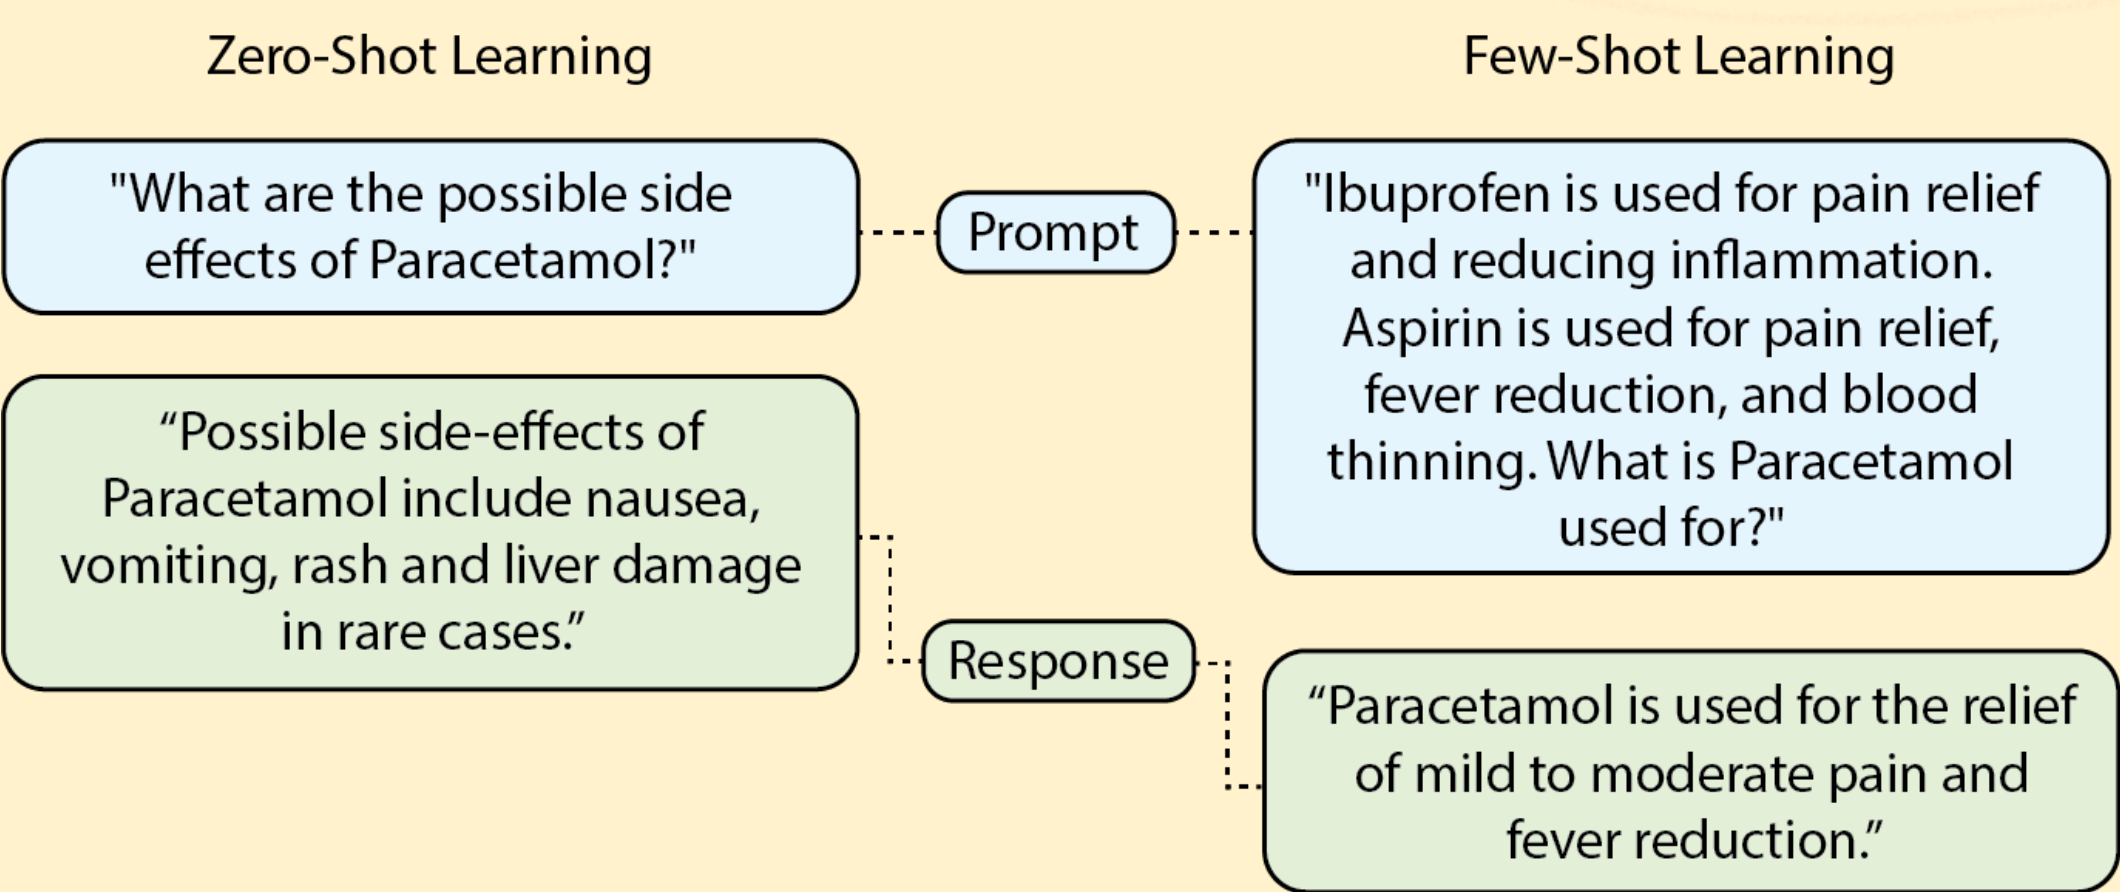 Zero-Shot Learning
Few-Shot Learning
"What are the possible side
effects of Paracetamol?"
Prompt
"Ibuprofen is used for pain relief
and reducing inflammation.
Aspirin is used for pain relief,
fever reduction, and blood
thinning. What is Paracetamol
used for?"
“Possible side-effects of
Paracetamol include nausea,
vomiting, rash and liver damage
in rare cases.”
Response
“Paracetamol is used for the relief
of mild to moderate pain and
fever reduction.”